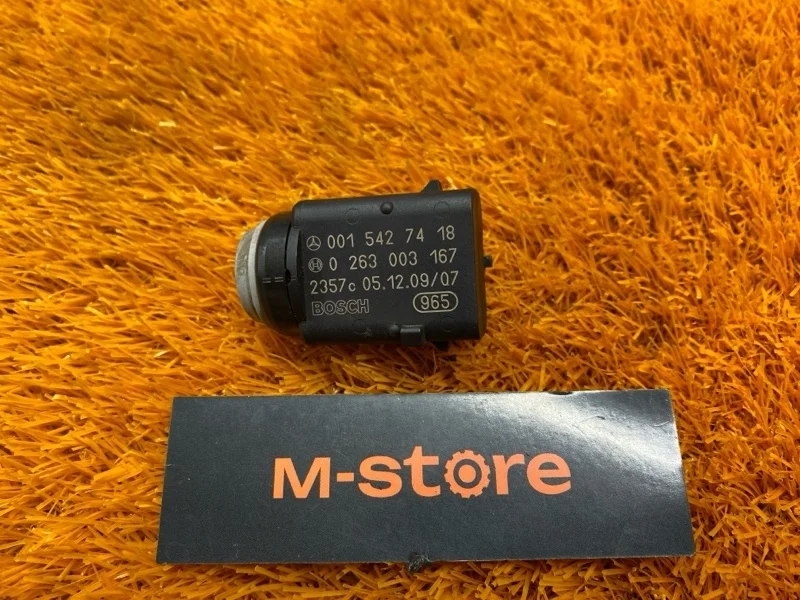 001 542 74 18
0 263 003 167
2357c 05.12.09/07
BOSCH 965
M-store